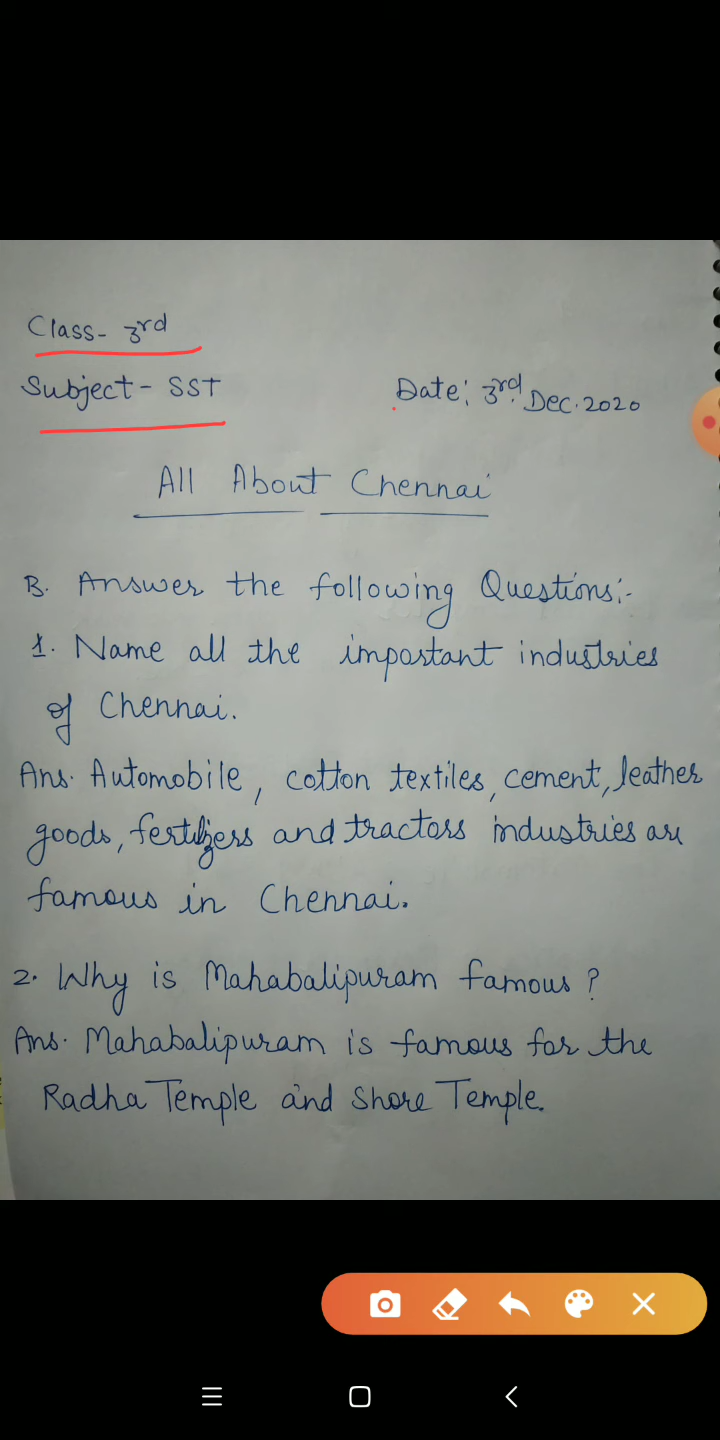 Class- 3rd
Subject- SST
Date: 3rd Dec. 2020
All About Chennai
B. Answer the following Questions:-
1. Name all the important industries
of Chennai.
Ans. Automobile, cotton textiles, cement, leather
goods, fertilizers and tractors industries are
famous in Chennai.
2. Why is Mahabalipuram famous?
Ans. Mahabalipuram is famous for the
Radha Temple and Shore Temple.